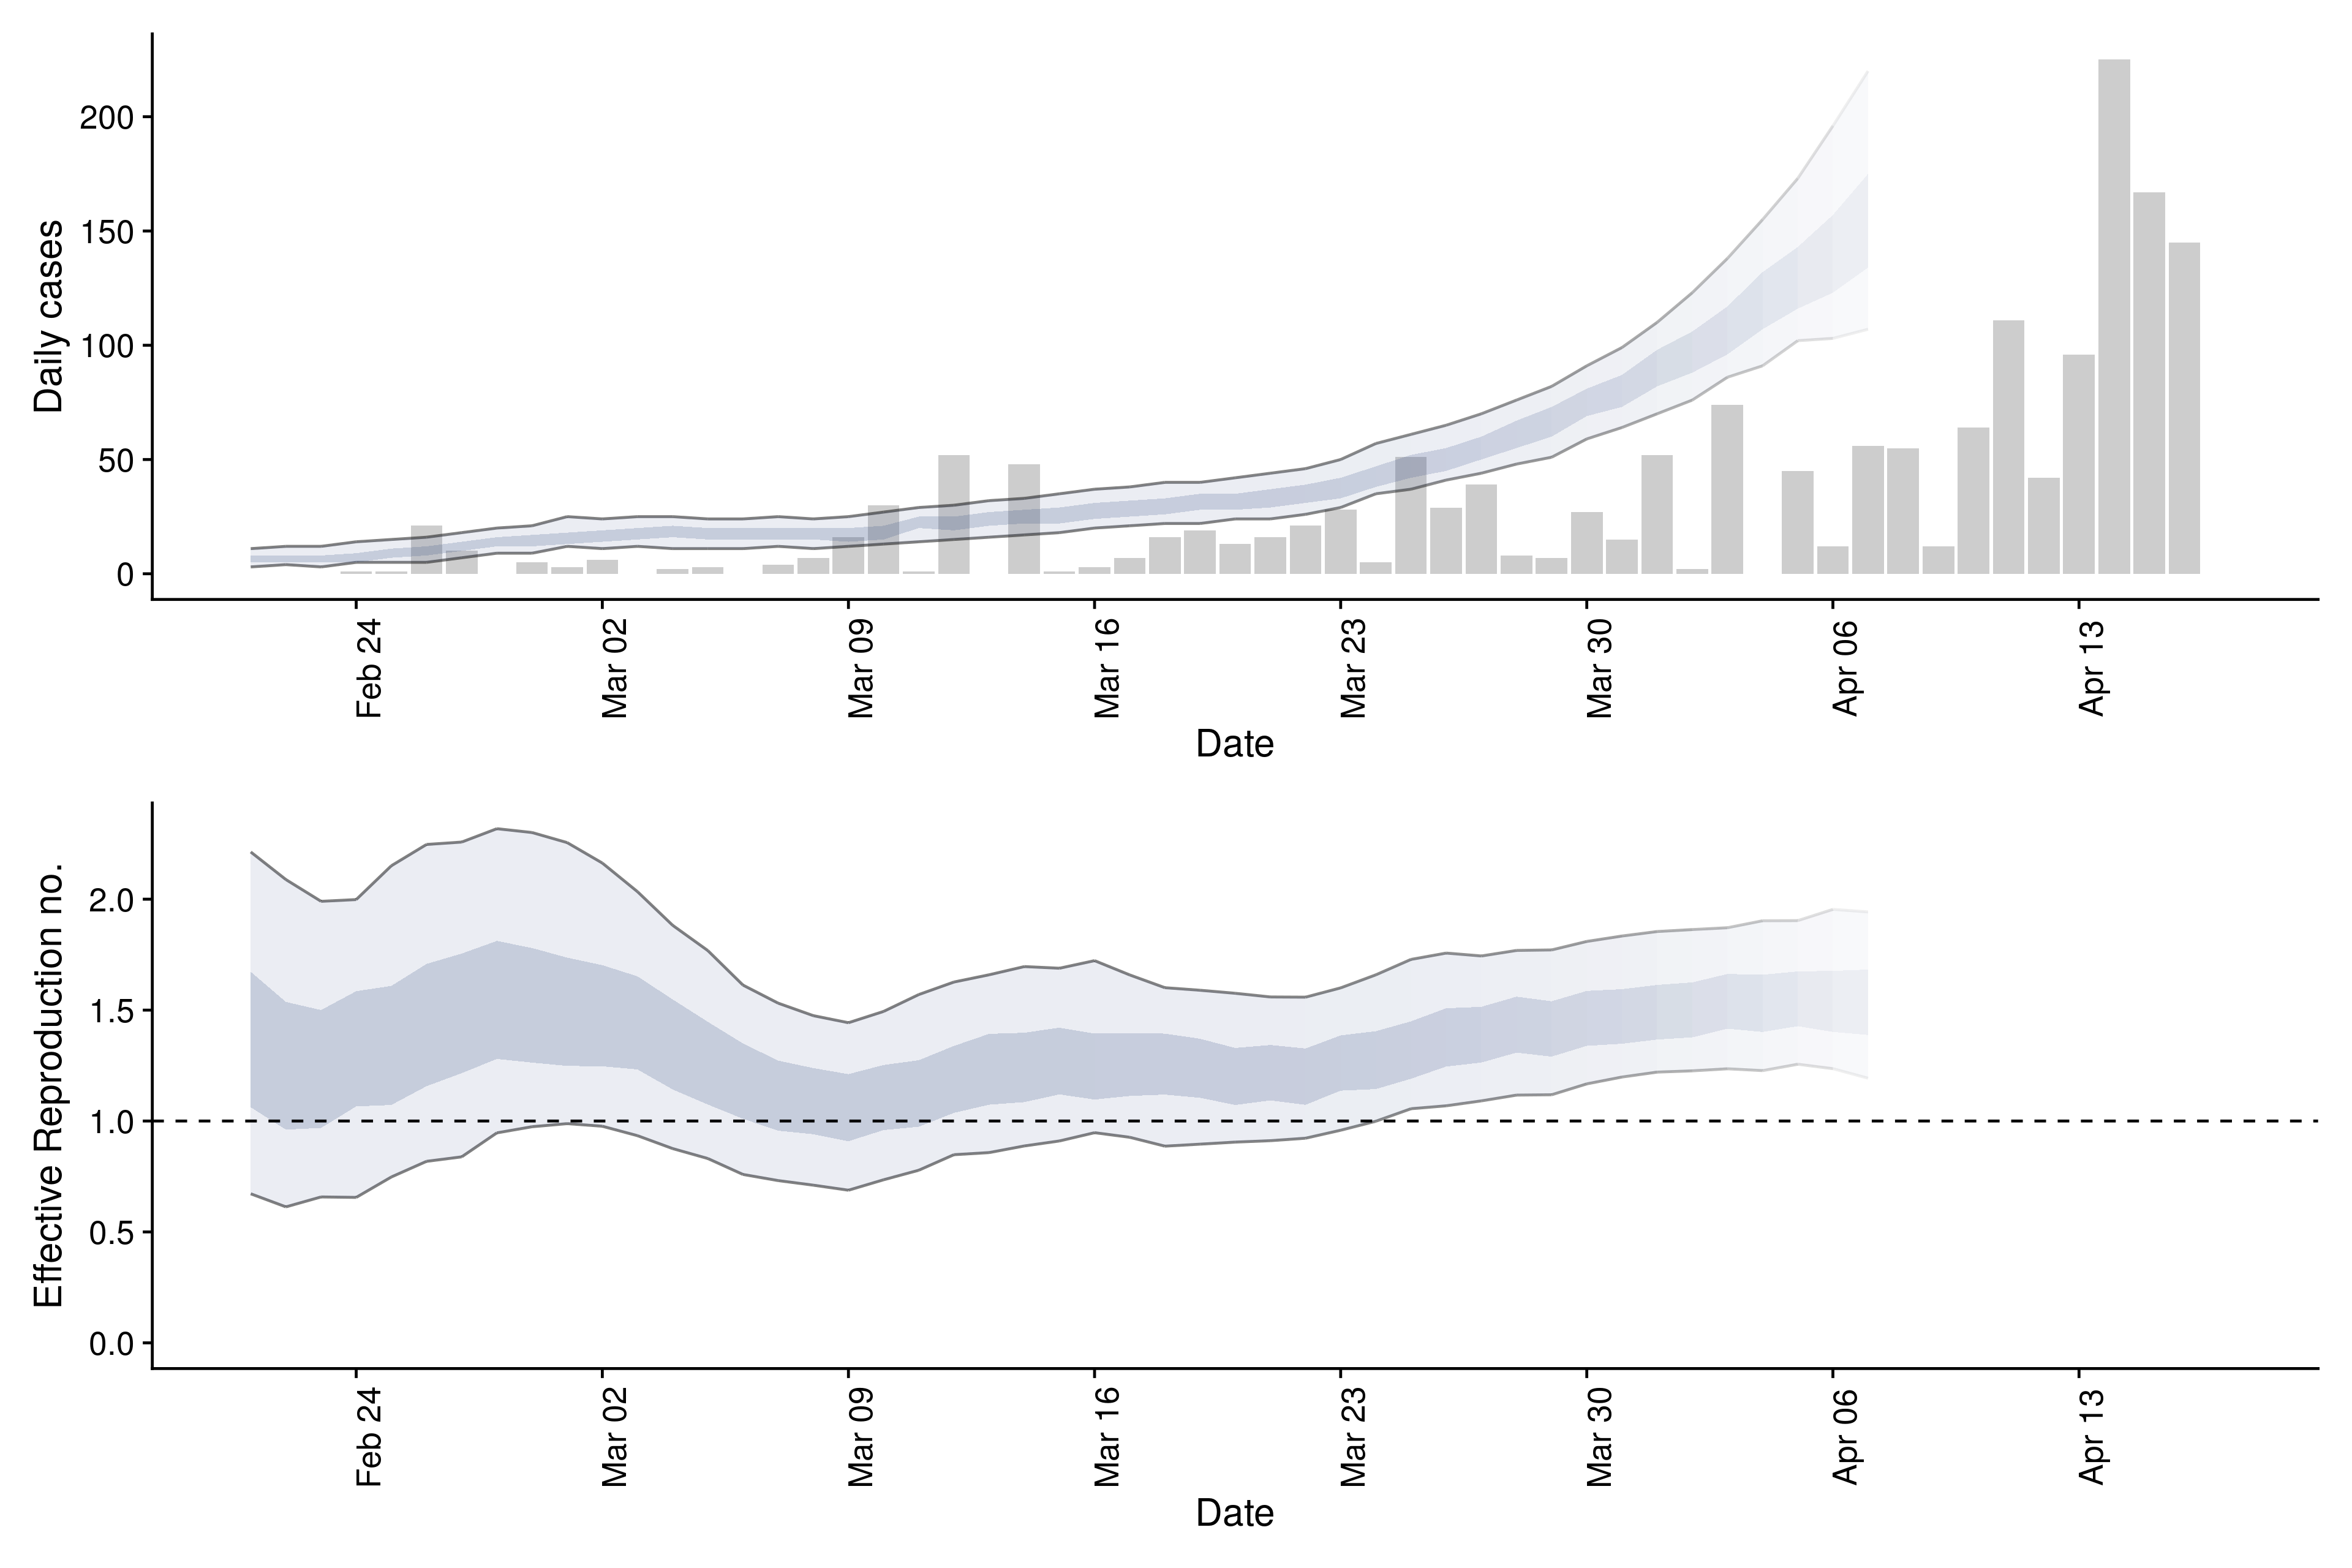 Daily cases
200
150
100
50
0
Feb 24
Mar 02
Mar 09
Mar 16
Mar 23
Mar 30
Apr 06
Apr 13
Date
Effective Reproduction no.
2.0
1.5
1.0
0.5
0.0
Feb 24
Mar 02
Mar 09
Mar 16
Mar 23
Mar 30
Apr 06
Apr 13
Date